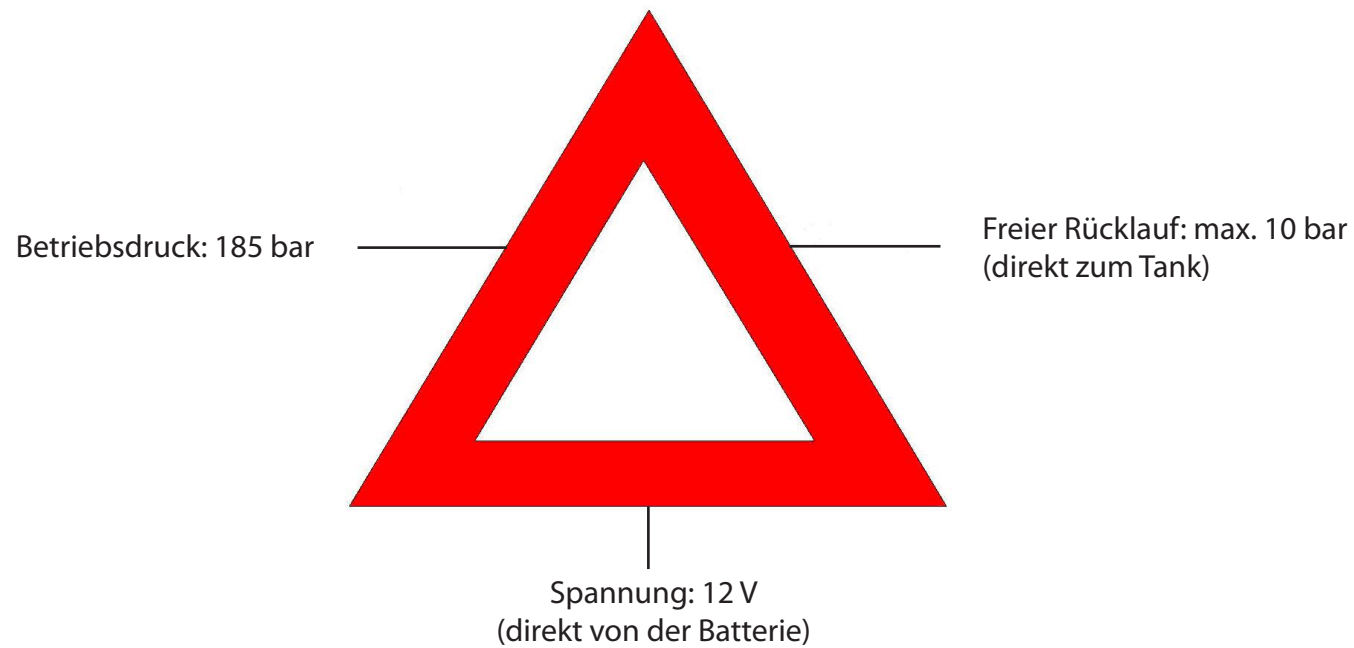 Betriebsdruck: 185 bar
Freier Rücklauf: max. 10 bar
(direkt zum Tank)
Spannung: 12 V
(direkt von der Batterie)